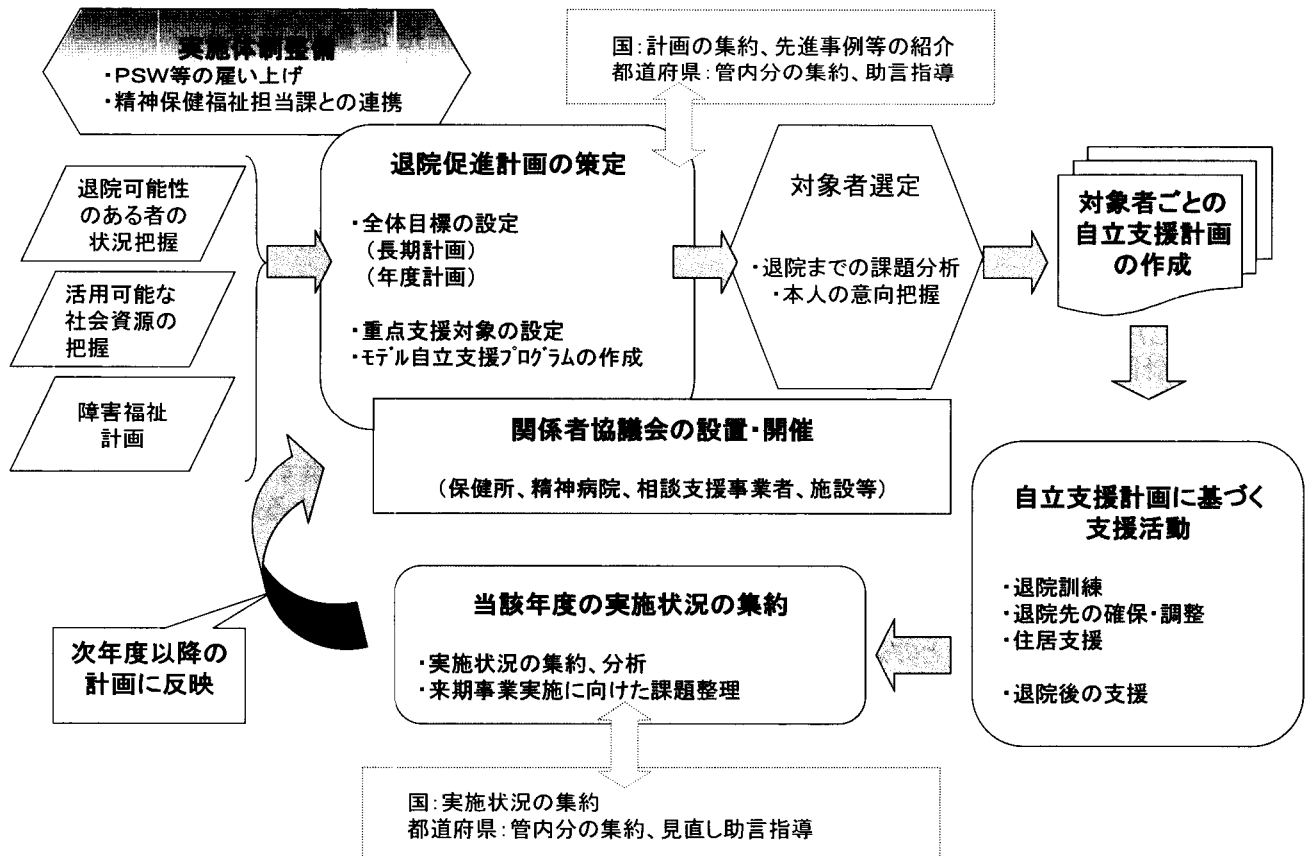 実施体制整備
・PSW等の雇い上げ
・精神保健福祉担当課との連携
国：計画の集約、先進事例等の紹介
都道府県：管内分の集約、助言指導
退院可能性
のある者の
状況把握
活用可能な
社会資源の
把握
障害福祉
計画
退院促進計画の策定
・全体目標の設定
（長期計画）
（年度計画）
・重点支援対象の設定
・ﾓﾃﾞﾙ自立支援ﾌﾟﾛｸﾞﾗﾑの作成
関係者協議会の設置・開催
（保健所、精神病院、相談支援事業者、施設等）
対象者選定
・退院までの課題分析
・本人の意向把握
対象者ごとの
自立支援計画
の作成
自立支援計画に基づく
支援活動
・退院訓練
・退院先の確保・調整
・住居支援
・退院後の支援
当該年度の実施状況の集約
・実施状況の集約、分析
・来期事業実施に向けた課題整理
次年度以降の
計画に反映
国：実施状況の集約
都道府県：管内分の集約、見直し助言指導